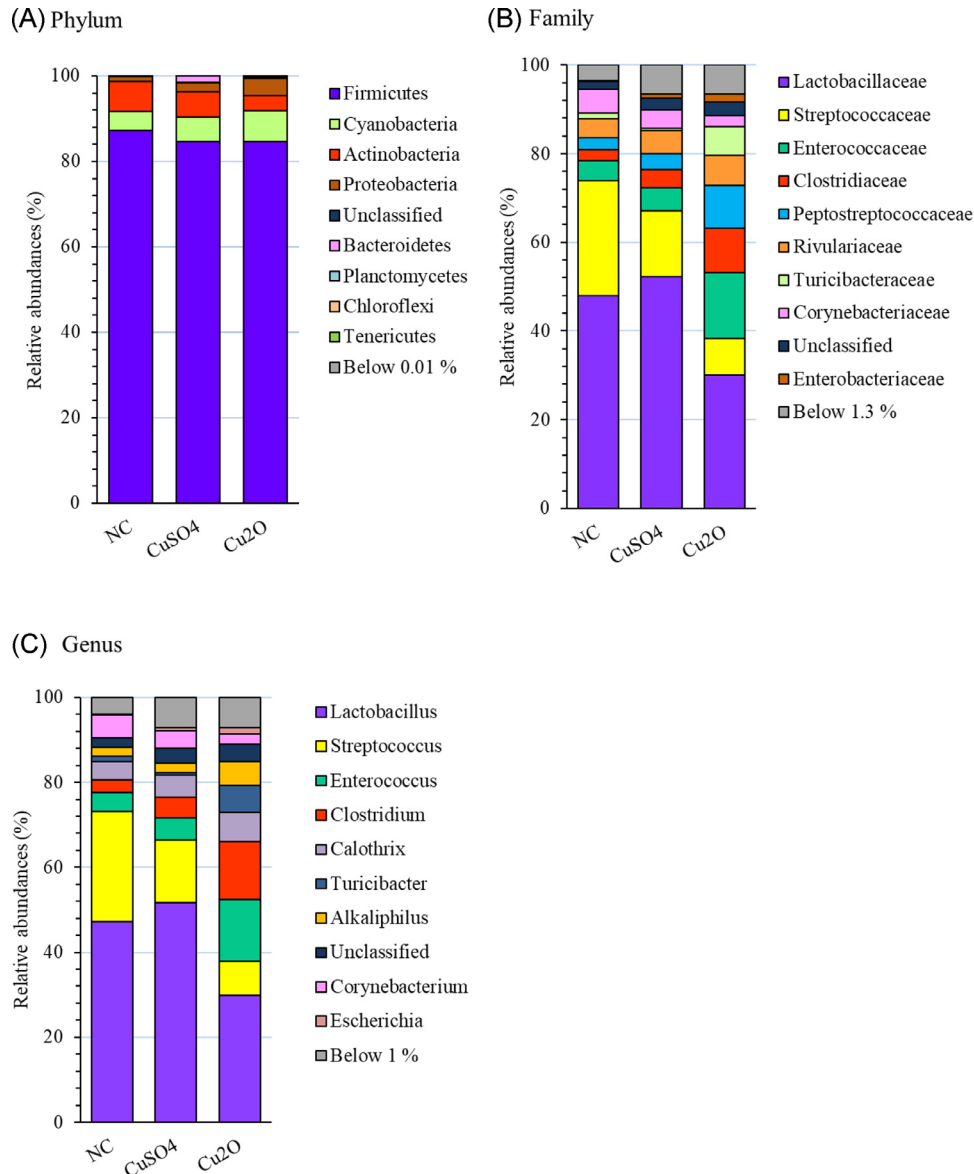 (A) Phylum
Relative abundances (%)
100
80
60
40
20
0
NC
CuSO4
Cu2O
Firmicutes
Cyanobacteria
Actinobacteria
Proteobacteria
Unclassified
Bacteroidetes
Planctomycetes
Chloroflexi
Tenericutes
Below 0.01 %
(B) Family
Relative abundances (%)
100
80
60
40
20
0
NC
CuSO4
Cu2O
Lactobacillaceae
Streptococcaceae
Enterococcaceae
Clostridiaceae
Peptostreptococcaceae
Rivulariaceae
Turicibacteraceae
Corynebacteriaceae
Unclassified
Enterobacteriaceae
Below 1.3 %
(C) Genus
Relative abundances (%)
100
80
60
40
20
0
NC
CuSO4
Cu2O
Lactobacillus
Streptococcus
Enterococcus
Clostridium
Calothrix
Turicibacter
Alkaliphilus
Unclassified
Corynebacterium
Escherichia
Below 1 %